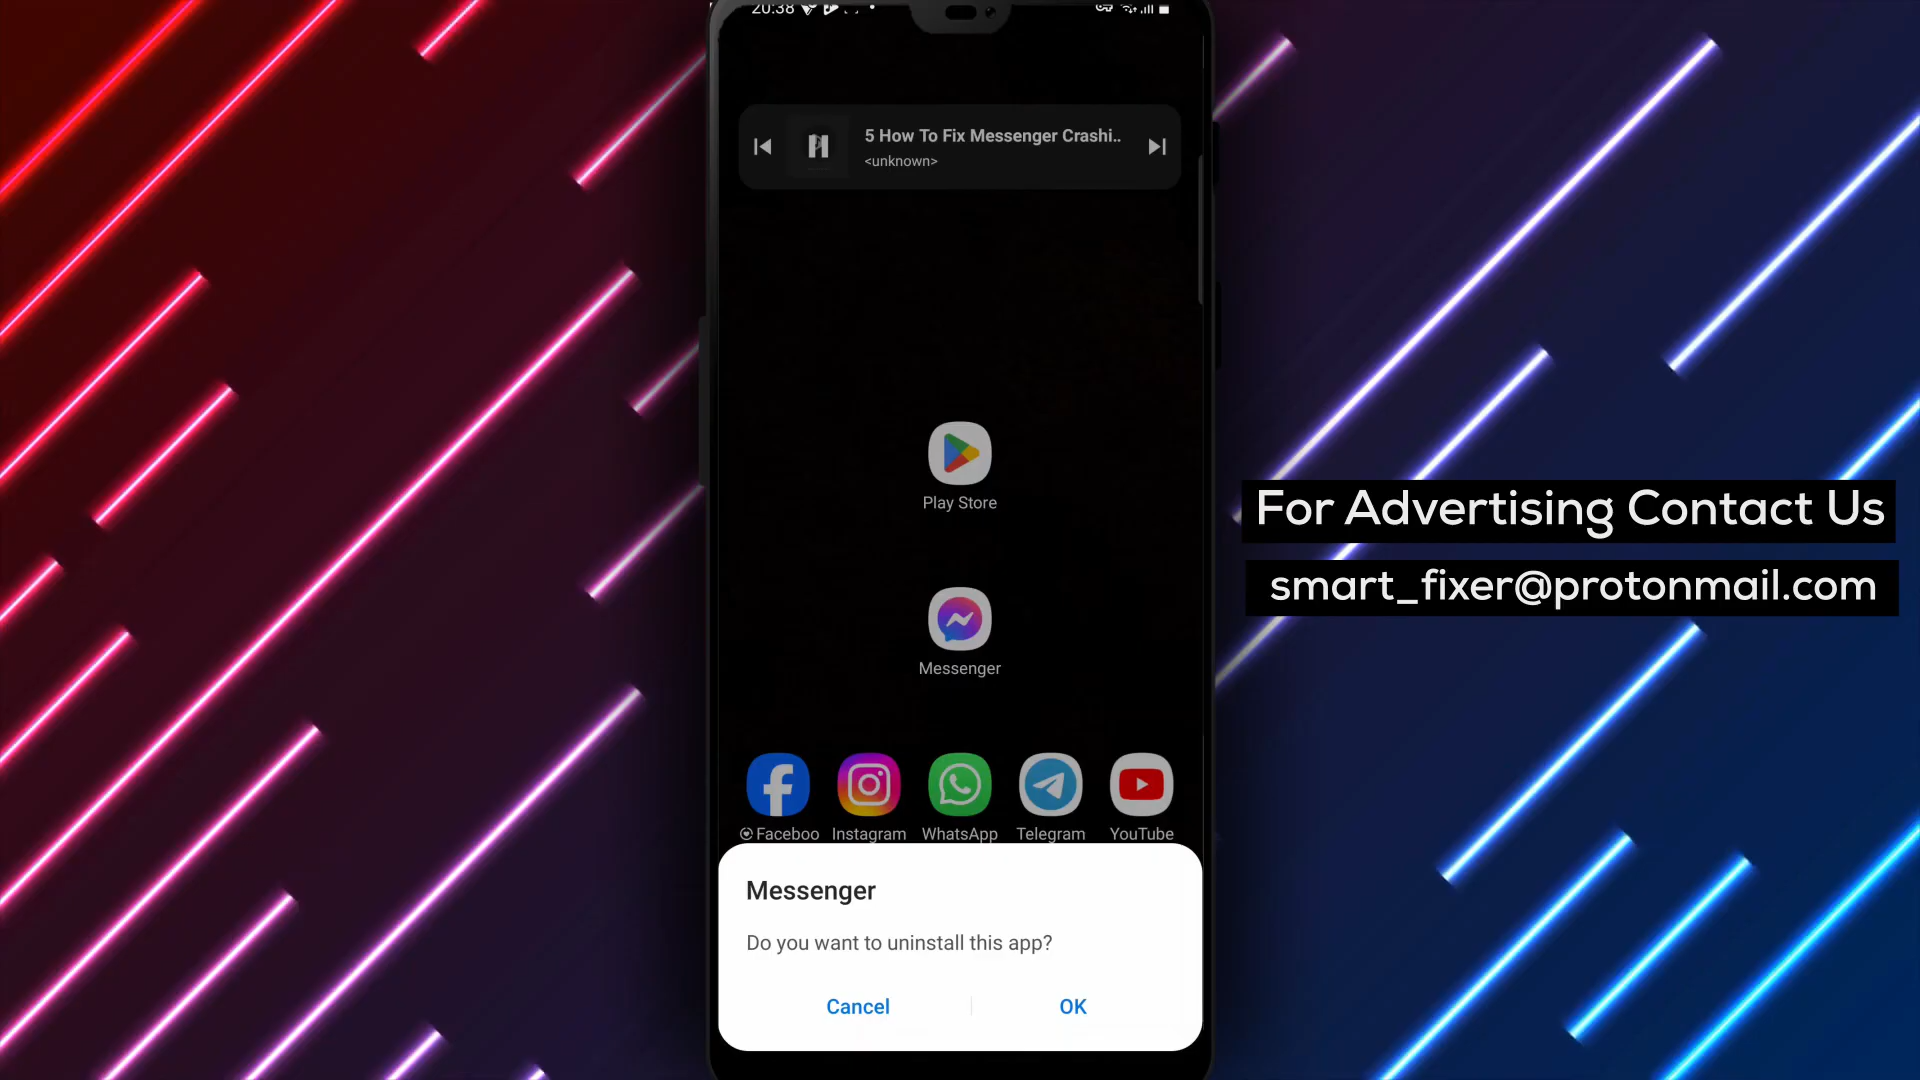 20:38
5 How To Fix Messenger Crashi..
<unknown>
Play Store
Messenger
Faceboo Instagram WhatsApp Telegram YouTube
For Advertising Contact Us
smart_fixer@protonmail.com
Messenger
Do you want to uninstall this app?
Cancel OK